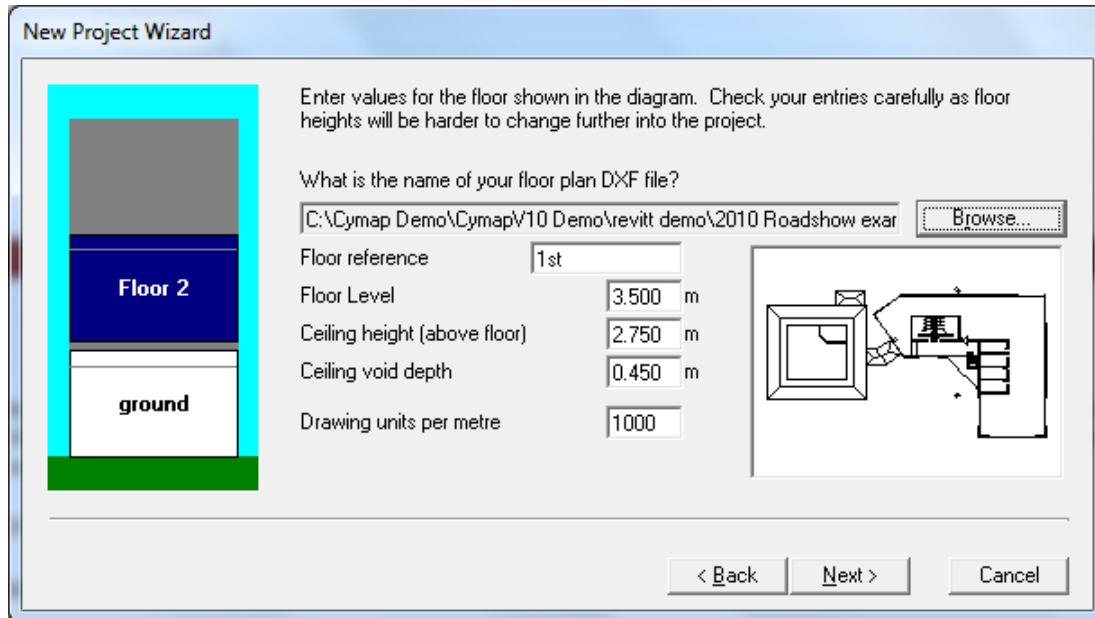 New Project Wizard
Enter values for the floor shown in the diagram. Check your entries carefully as floor
heights will be harder to change further into the project.
What is the name of your floor plan DXF file?
C:\Cymap Demo\CymapV10 Demo\revitt demo\2010 Roadshow exar
Browse...
Floor reference 1st
Floor Level 3.500 m
Ceiling height (above floor) 2.750 m
Ceiling void depth 0.450 m
Drawing units per metre 1000
Floor 2
ground
< Back
Next >
Cancel